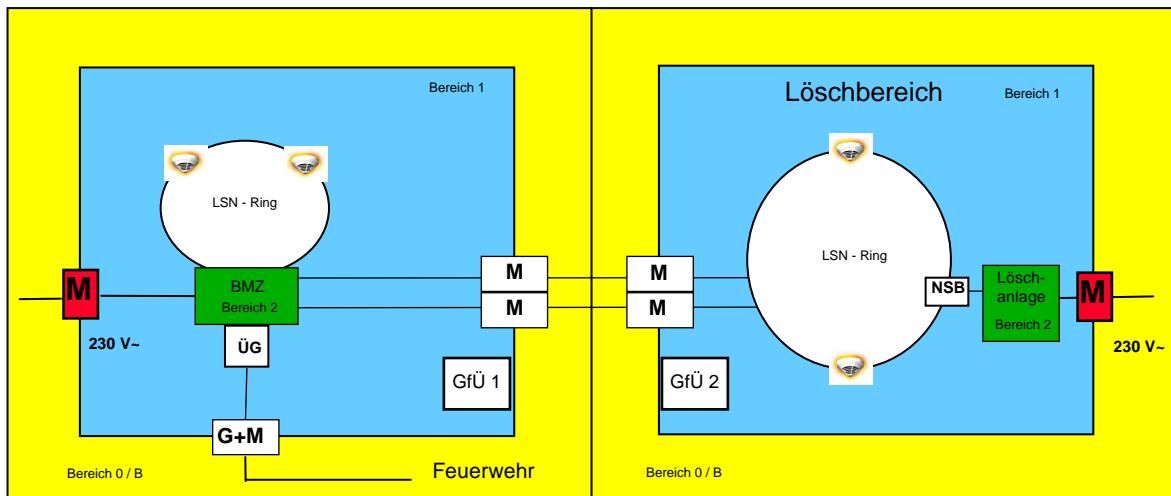 Bereich 1
LSN - Ring
M
BMZ
Bereich 2
ÜG
230 V~
M
M
GfÜ 1
G+M
Bereich 0 / B
Feuerwehr
Löschbereich
Bereich 1
LSN - Ring
M
M
NSB
Lösch-
anlage
Bereich 2
M
230 V~
GfÜ 2
Bereich 0 / B